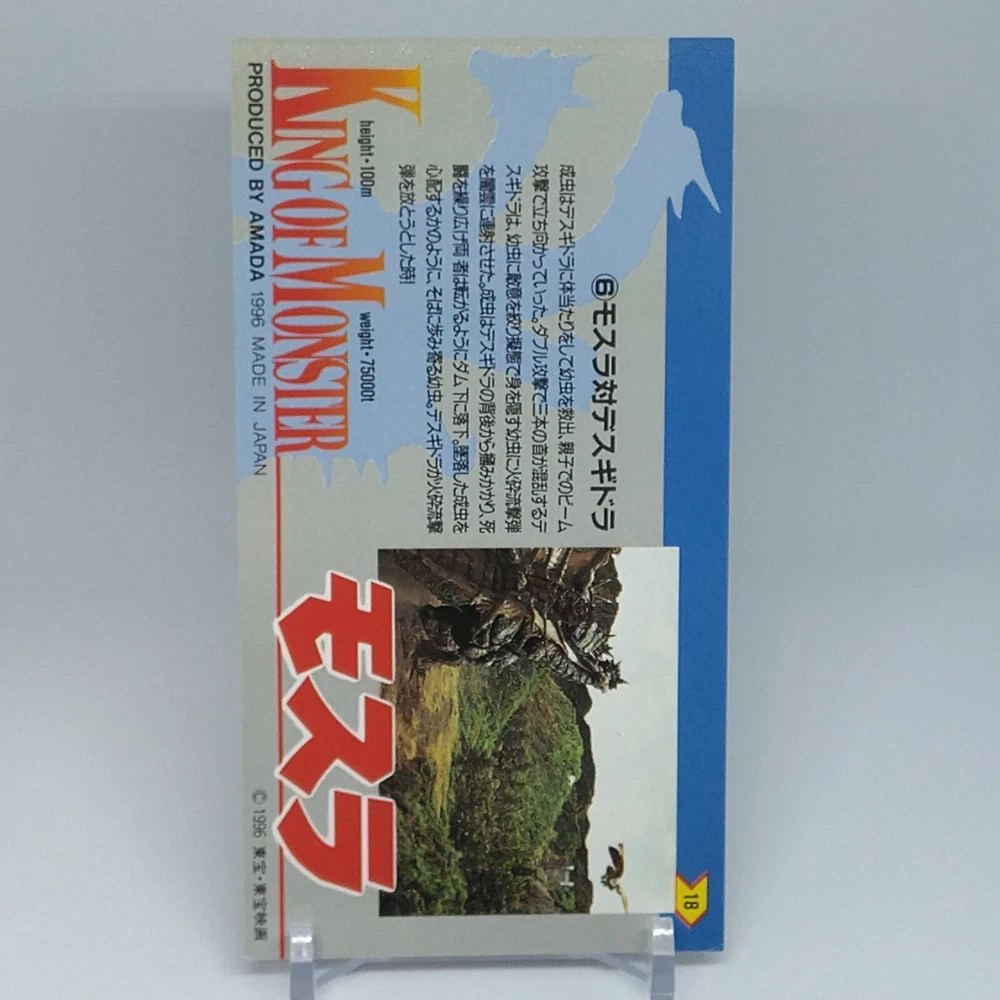 18
⑥モスラ対デスギドラ
成虫はデスギドラに体当たりをして幼虫を救出、親子でのビーム
攻撃で立ち向かっていった。ダブル攻撃で三本の首が混乱するデ
スギドラは、幼虫に敵意を絞り擬態で身を隠す幼虫に火砕流撃弾
を闇雲に連射させた。成虫はデスギドラの背後から掴みかかり、死
闘を繰り広げ両者は転がるようにダム下に落下。墜落した成虫を
心配するかのように、そばに歩み寄る幼虫。デスギドラが火砕流撃
弾を放とうとした時!
height・100m weight・75000t
KING OF MONSTER
モスラ
PRODUCED BY AMADA 1996 MADE IN JAPAN
© 1996 東宝・東宝映画